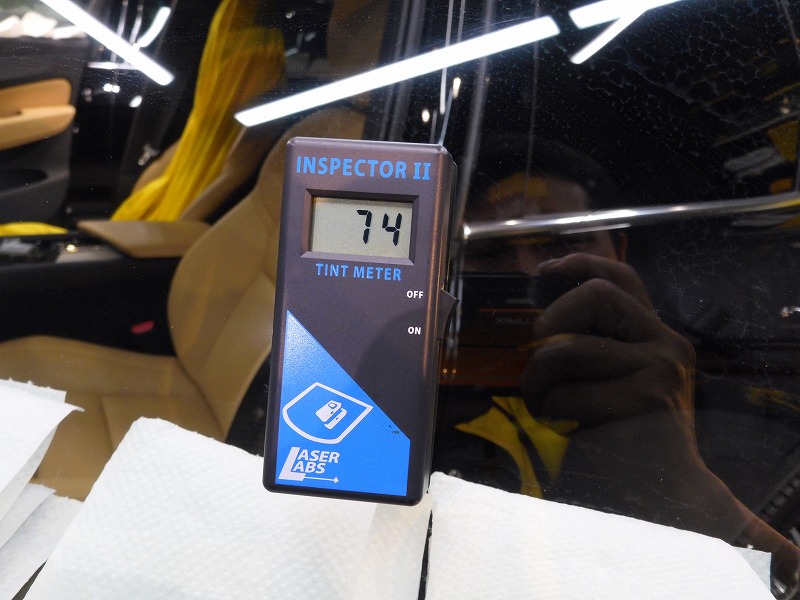 INSPECTOR II
74
TINT METER
OFF
ON
LASER
LABS